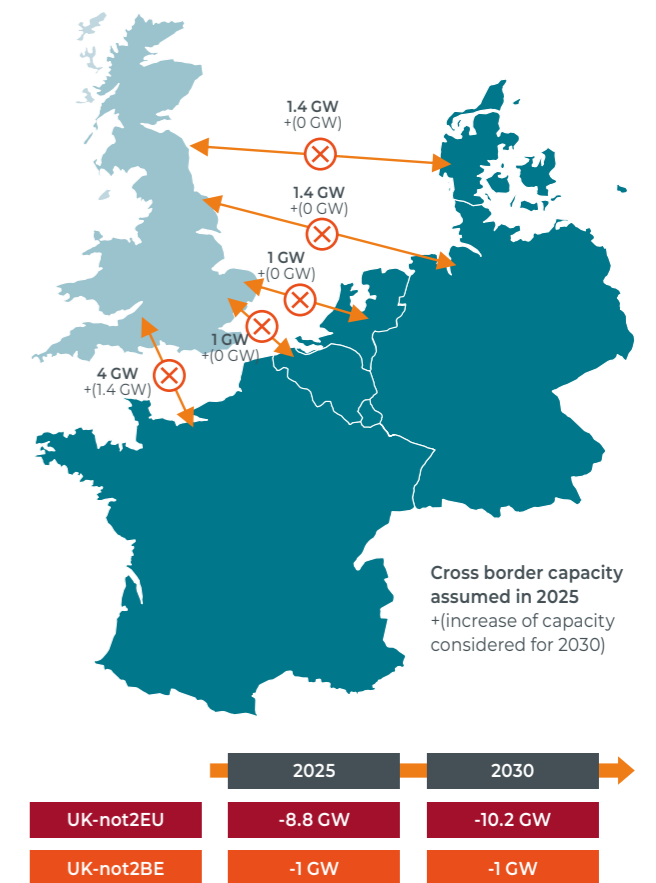 1.4 GW
+(0 GW)
1.4 GW
+(0 GW)
1 GW
+(0 GW)
1 GW
+(0 GW)
4 GW
+(1.4 GW)
Cross border capacity
assumed in 2025
+(increase of capacity
considered for 2030)
2025
2030
UK-not2EU
-8.8 GW
-10.2 GW
UK-not2BE
-1 GW
-1 GW